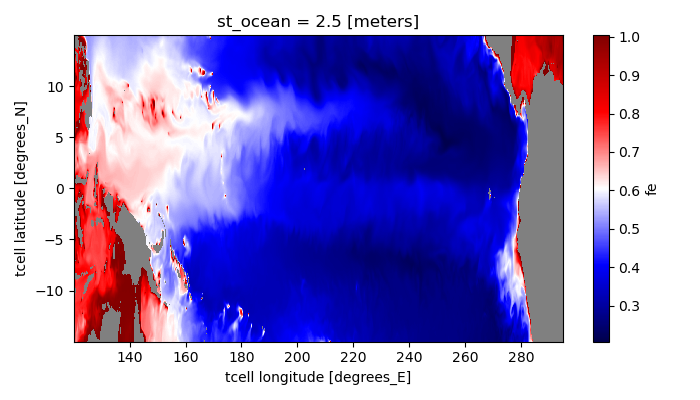 st_ocean = 2.5 [meters]
10
5
0
−5
−10
tcell latitude [degrees_N]
140 160 180 200 220 240 260 280
tcell longitude [degrees_E]
1.0
0.9
0.8
0.7
0.6
0.5
0.4
0.3
fe